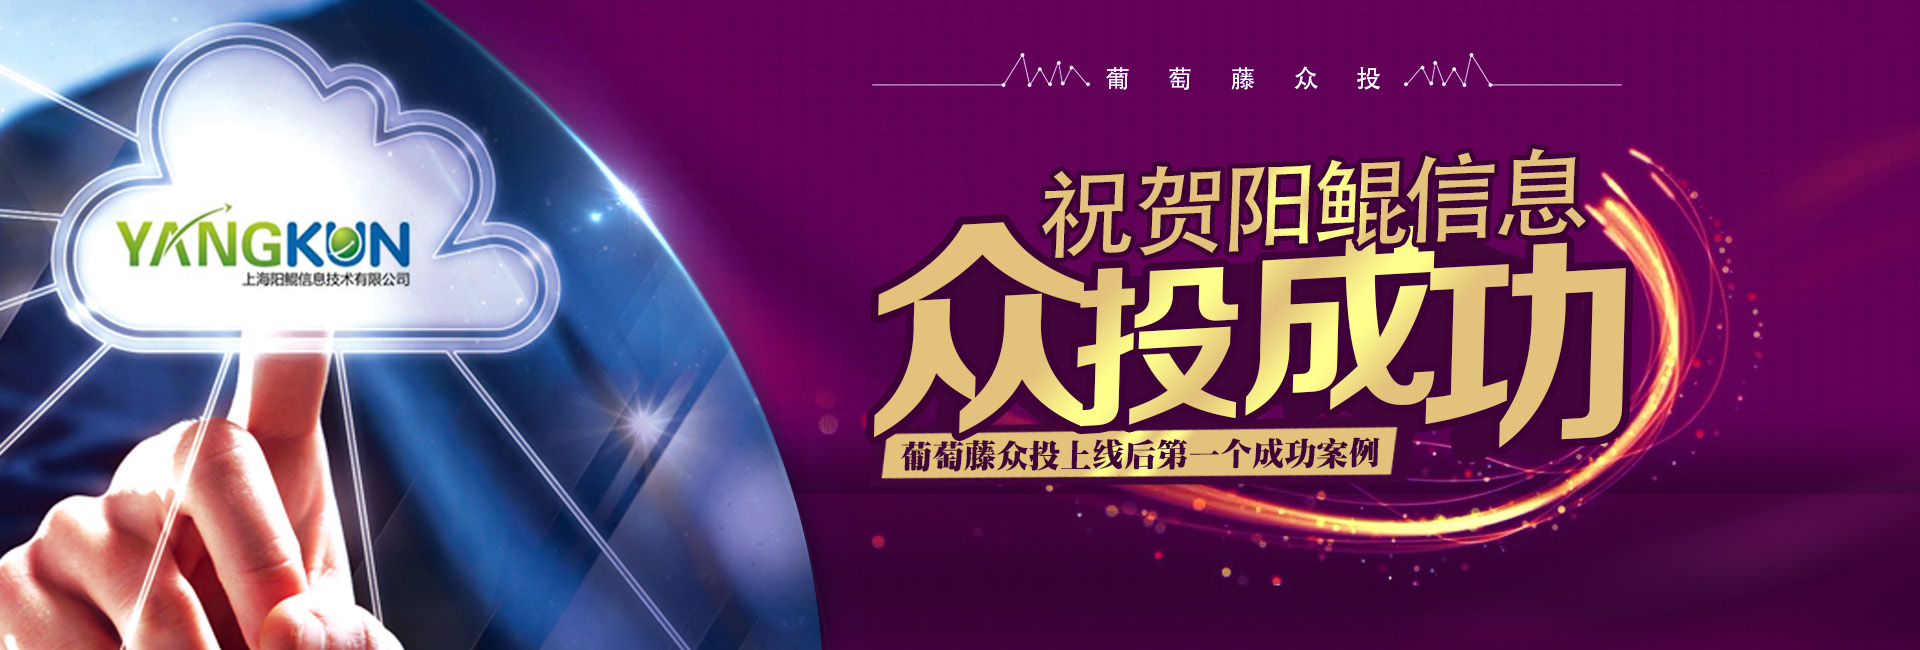 YANGKUN
上海阳鲲信息技术有限公司
葡萄藤众投
祝贺阳鲲信息
众投成功
葡萄藤众投上线后第一个成功案例